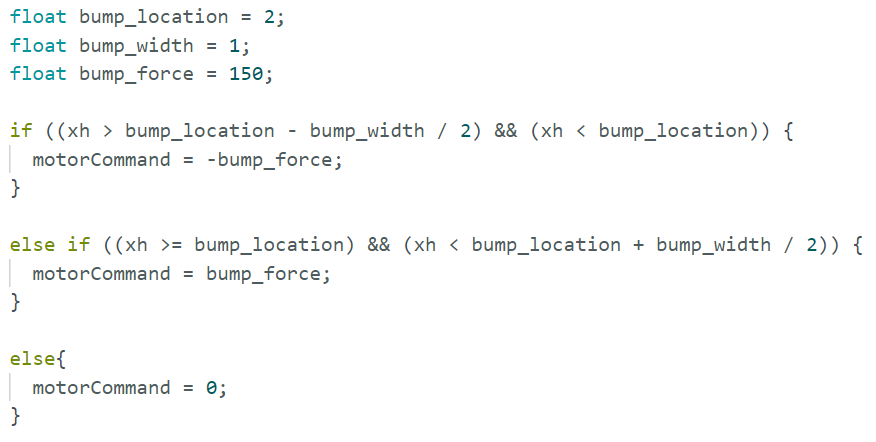 float bump_location = 2;
float bump_width = 1;
float bump_force = 150;

if ((xh > bump_location - bump_width / 2) && (xh < bump_location)) {
  motorCommand = -bump_force;
}

else if ((xh >= bump_location) && (xh < bump_location + bump_width / 2)) {
  motorCommand = bump_force;
}

else{
  motorCommand = 0;
}